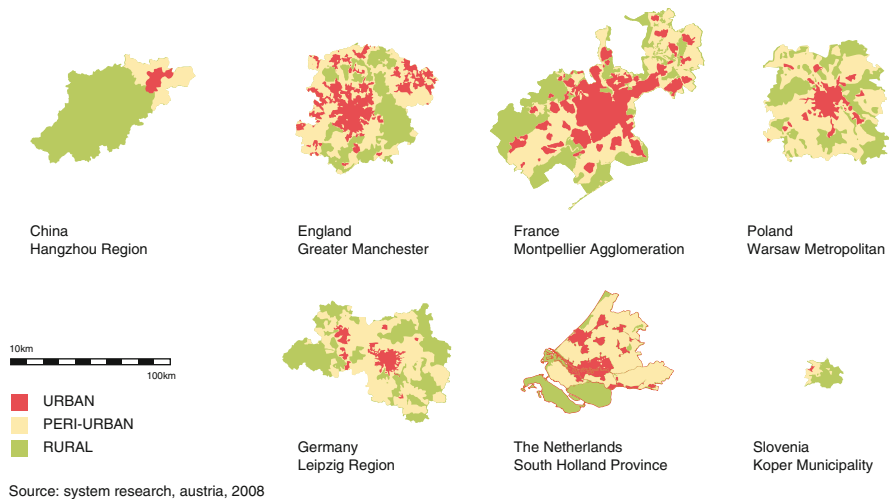 China
Hangzhou Region
England
Greater Manchester
France
Montpellier Agglomeration
Poland
Warsaw Metropolitan
10km
100km
URBAN
PERI-URBAN
RURAL
Germany
Leipzig Region
The Netherlands
South Holland Province
Slovenia
Koper Municipality
Source: system research, austria, 2008